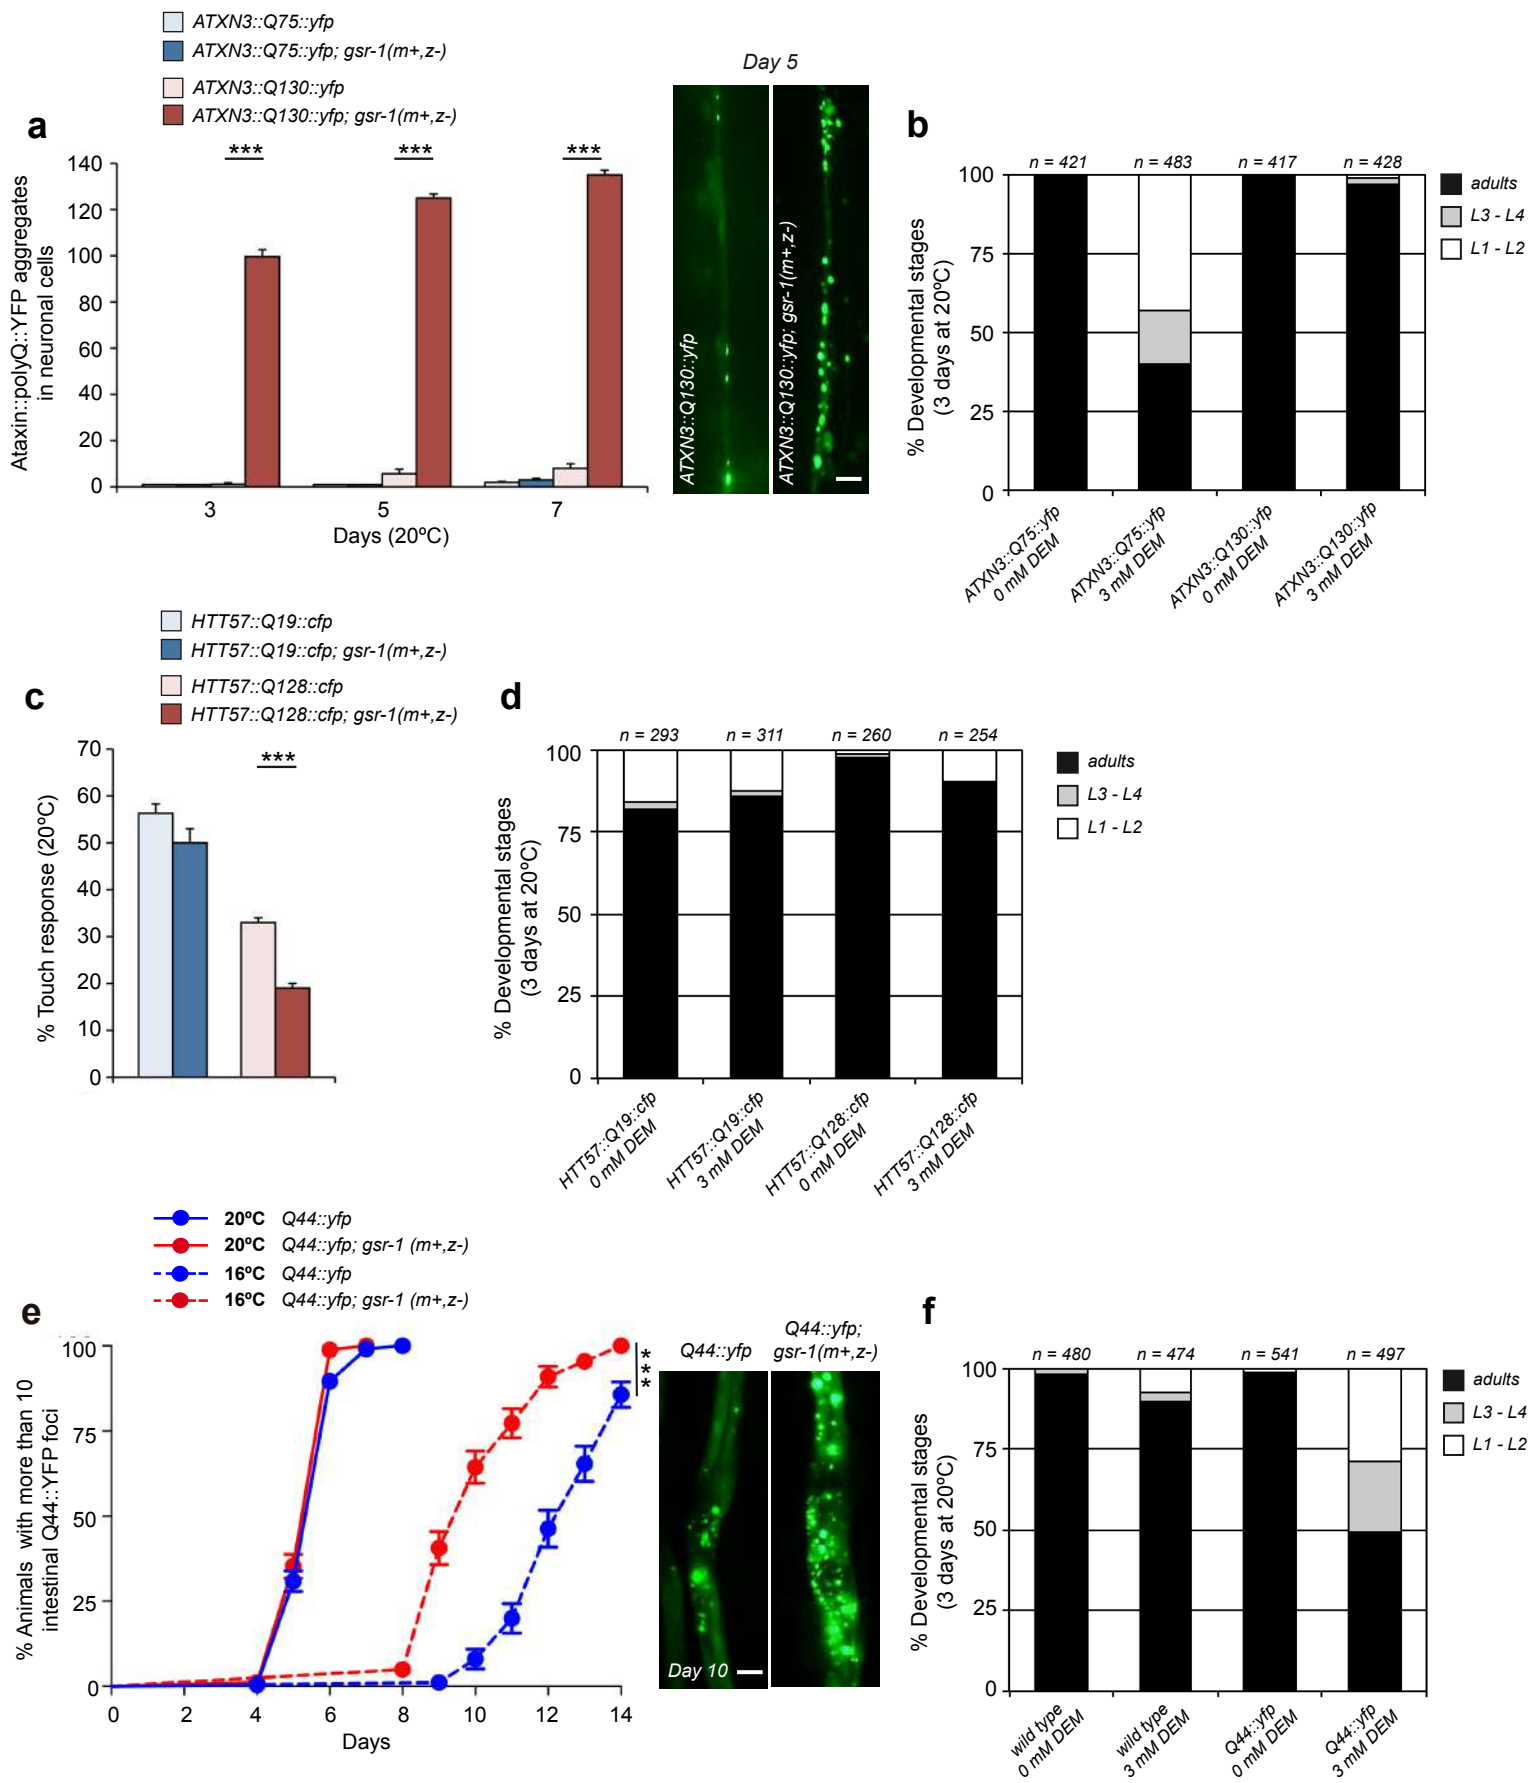 ATXN3::Q75::yfp
ATXN3::Q75::yfp; gsr-1(m+,z-)
ATXN3::Q130::yfp
ATXN3::Q130::yfp; gsr-1(m+,z-)
a
Ataxin::polyQ::YFP aggregates
in neuronal cells
140
120
100
80
60
40
20
0
***
***
***
3
5
7
Days (20ºC)
Day 5
ATXN3::Q130::yfp
ATXN3::Q130::yfp; gsr-1(m+,z-)
b
% Developmental stages
(3 days at 20ºC)
100
75
50
25
0
n = 421
n = 483
n = 417
n = 428
adults
L3 - L4
L1 - L2
ATXN3::Q75::yfp
0 mM DEM
ATXN3::Q75::yfp
3 mM DEM
ATXN3::Q130::yfp
0 mM DEM
ATXN3::Q130::yfp
3 mM DEM
HTT57::Q19::cfp
HTT57::Q19::cfp; gsr-1(m+,z-)
HTT57::Q128::cfp
HTT57::Q128::cfp; gsr-1(m+,z-)
c
% Touch response (20ºC)
70
60
50
40
30
20
10
0
***
d
% Developmental stages
(3 days at 20ºC)
100
75
50
25
0
n = 293
n = 311
n = 260
n = 254
adults
L3 - L4
L1 - L2
HTT57::Q19::cfp
0 mM DEM
HTT57::Q19::cfp
3 mM DEM
HTT57::Q128::cfp
0 mM DEM
HTT57::Q128::cfp
3 mM DEM
20ºC Q44::yfp
20ºC Q44::yfp; gsr-1 (m+,z-)
16ºC Q44::yfp
16ºC Q44::yfp; gsr-1 (m+,z-)
e
% Animals with more than 10
intestinal Q44::YFP foci
100
75
50
25
0
0
2
4
6
8
10
12
14
Days
***
Q44::yfp
Q44::yfp;
gsr-1(m+,z-)
Day 10
f
% Developmental stages
(3 days at 20ºC)
100
75
50
25
0
n = 480
n = 474
n = 541
n = 497
adults
L3 - L4
L1 - L2
wild type
0 mM DEM
wild type
3 mM DEM
Q44::yfp
0 mM DEM
Q44::yfp
3 mM DEM